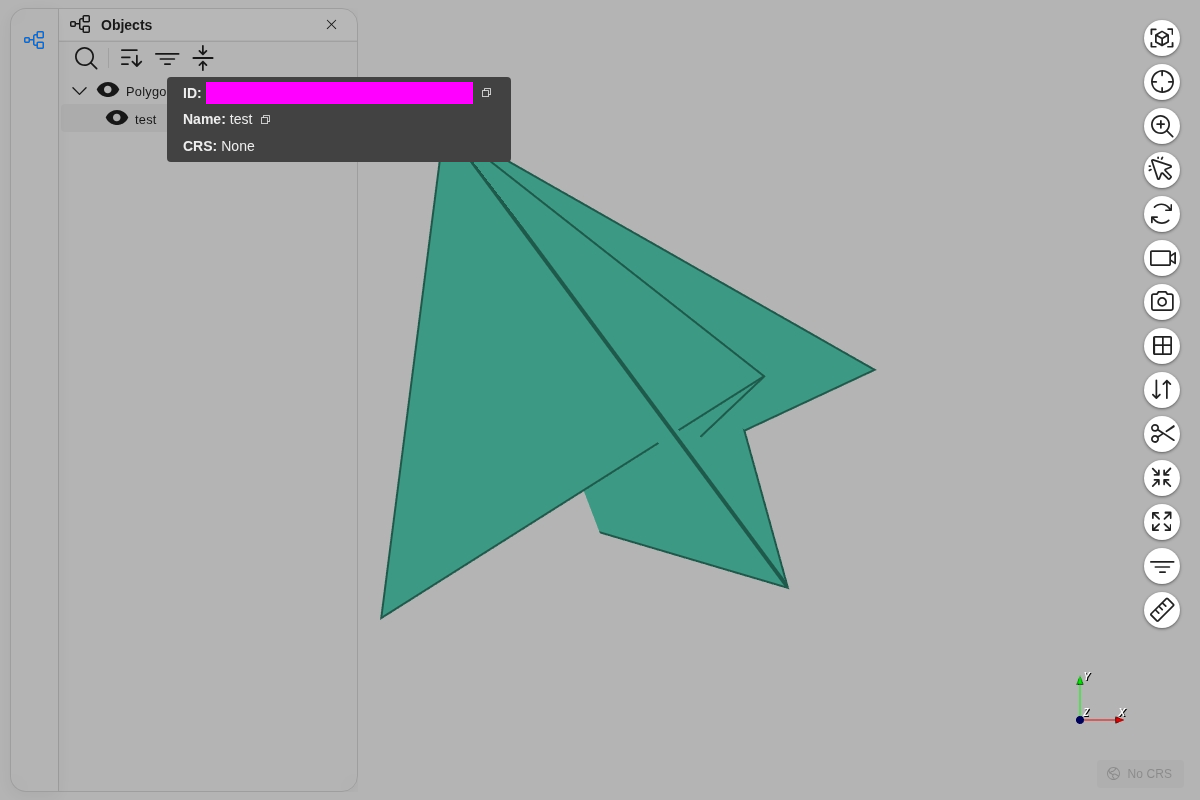 Objects
Polygo
test
ID:
Name: test
CRS: None
Y
Z X
No CRS